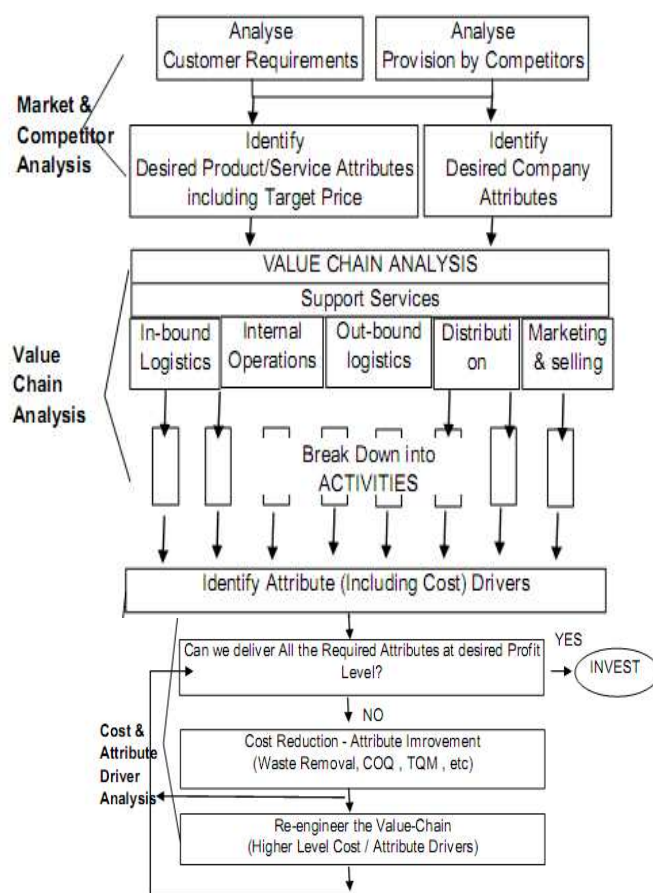 Analyse
Customer Requirements
Analyse
Provision by Competitors
Market &
Competitor
Analysis
Identify
Desired Product/Service Attributes
including Target Price
Identify
Desired Company
Attributes
VALUE CHAIN ANALYSIS
Support Services
In-bound
Logistics
Internal
Operations
Out-bound
logistics
Distributi
on
Marketing
& selling
Value
Chain
Analysis
Break Down into
ACTIVITIES
Identify Attribute (Including Cost) Drivers
Can we deliver All the Required Attributes at desired Profit
Level?
YES
INVEST
NO
Cost &
Attribute
Driver
Analysis
Cost Reduction - Attribute Imrovement
(Waste Removal, COQ , TQM , etc)
Re-engineer the Value-Chain
(Higher Level Cost / Attribute Drivers)